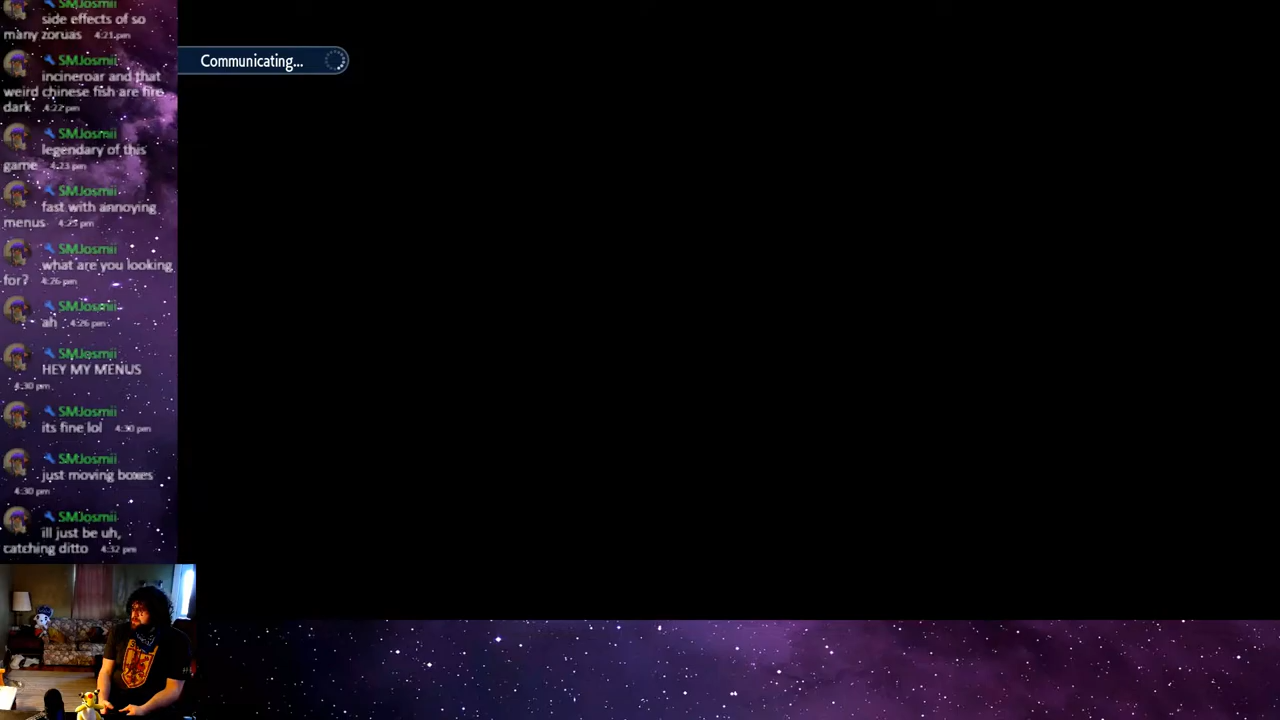 SMJosmii
side effects of so
many zoruas 4:21 pm
SMJosmii
incineroar and that
weird chinese fish are fire
dark 4:22 pm
SMJosmii
legendary of this
game 4:23 pm
SMJosmii
fast with annoying
menus 4:25 pm
SMJosmii
what are you looking
for? 4:26 pm
SMJosmii
ah 4:26 pm
SMJosmii
HEY MY MENUS
4:30 pm
SMJosmii
its fine lol 4:30 pm
SMJosmii
just moving boxes
4:30 pm
SMJosmii
ill just be uh,
catching ditto 4:32 pm
Communicating...